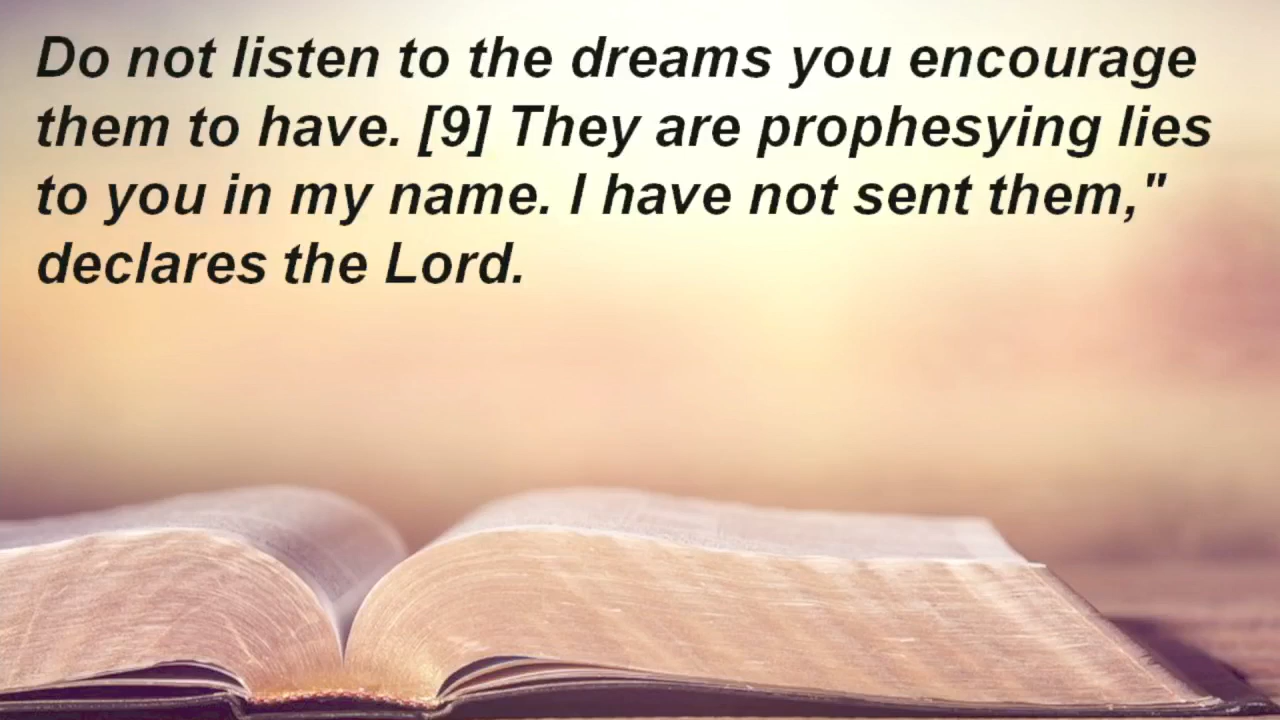 Do not listen to the dreams you encourage
them to have. [9] They are prophesying lies
to you in my name. I have not sent them,"
declares the Lord.